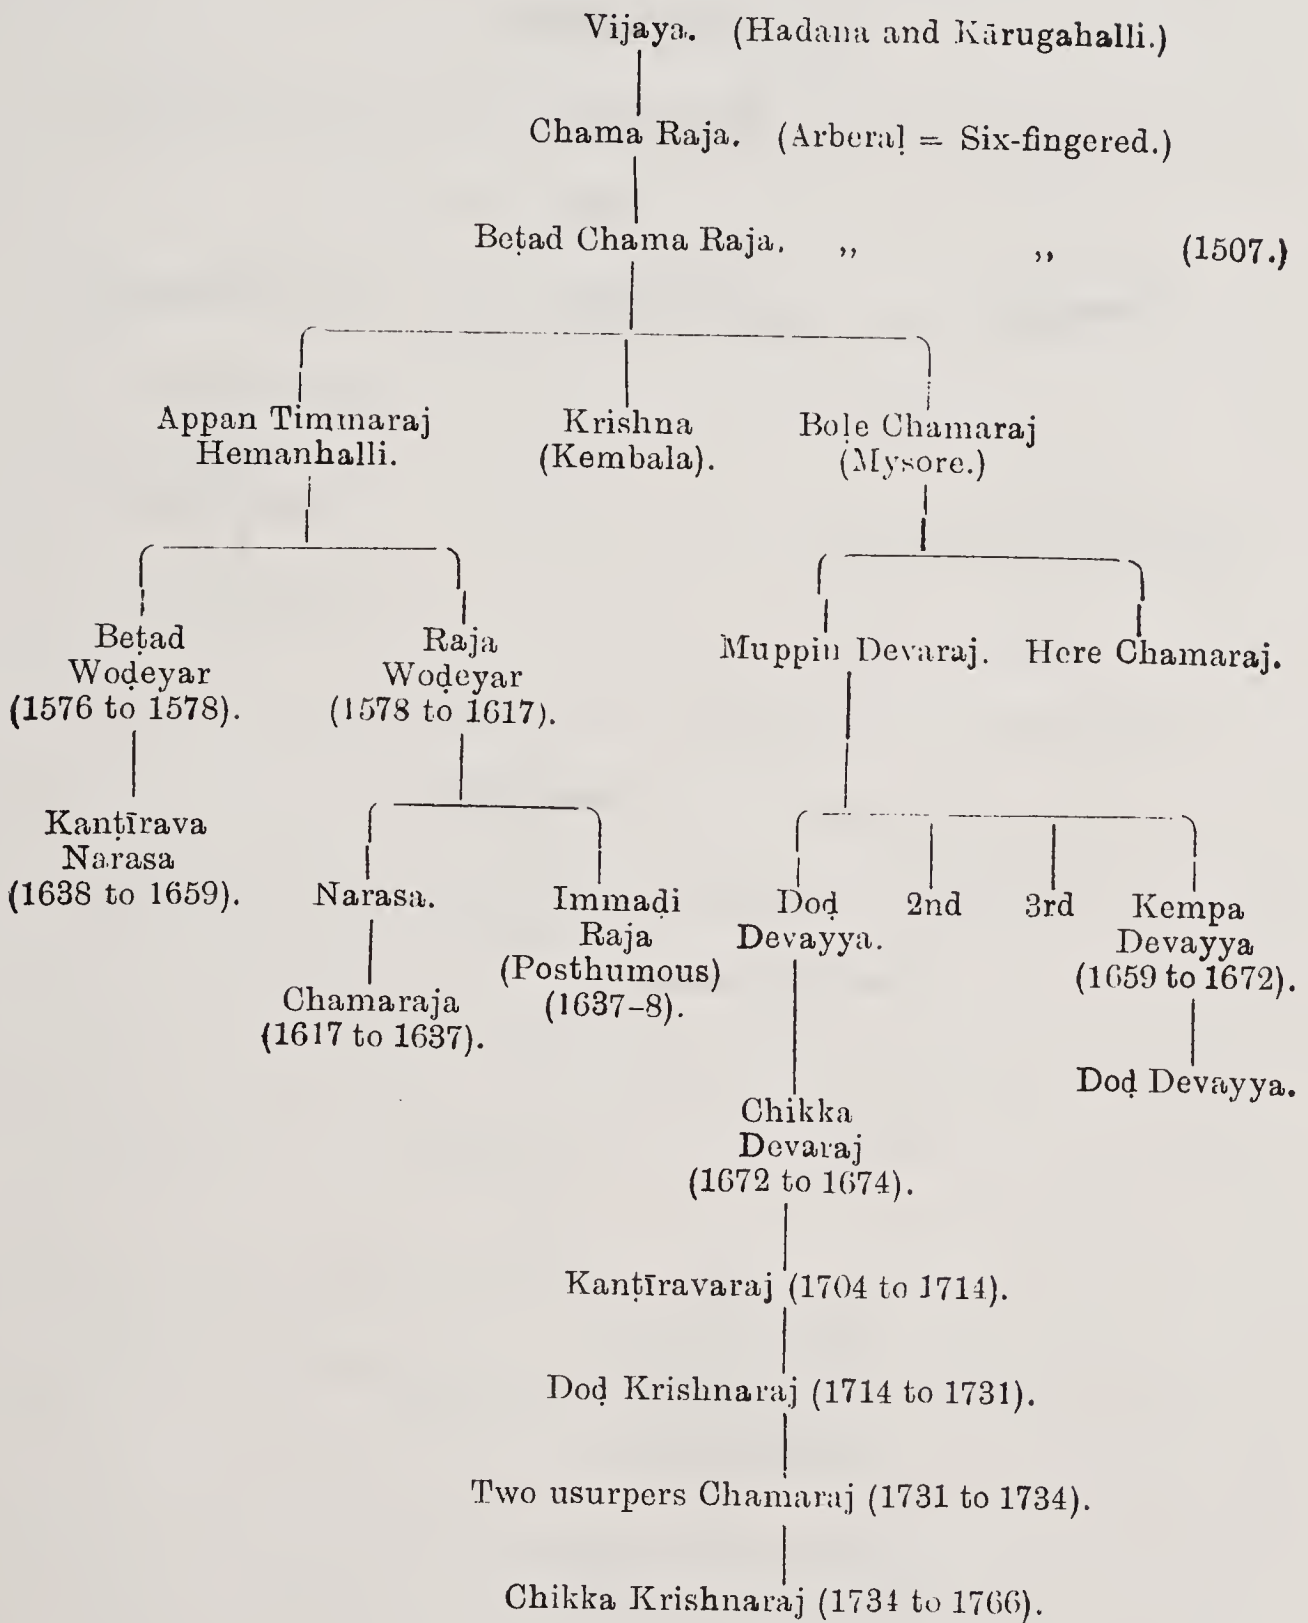 Vijaya. (Hadana and Kārugahalli.)
Chama Raja. (Arberaḷ = Six-fingered.)
Beṭad Chama Raja. ,, ,, (1507.)
Appan Timmaraj
Hemanhalli.
Krishna
(Kembala).
Boḷe Chamaraj
(Mysore.)
Beṭad
Woḍeyar
(1576 to 1578).
Raja
Woḍeyar
(1578 to 1617).
Muppin Devaraj.
Here Chamaraj.
Kaṇṭīrava
Narasa
(1638 to 1659).
Narasa.
Immaḍi
Raja
(Posthumous)
(1637–8).
Doḍ
Devayya.
2nd
3rd
Kempa
Devayya
(1659 to 1672).
Chamaraja
(1617 to 1637).
Doḍ Devayya.
Chikka
Devaraj
(1672 to 1674).
Kaṇṭīravaraj (1704 to 1714).
Doḍ Krishnaraj (1714 to 1731).
Two usurpers Chamaraj (1731 to 1734).
Chikka Krishnaraj (1734 to 1766).